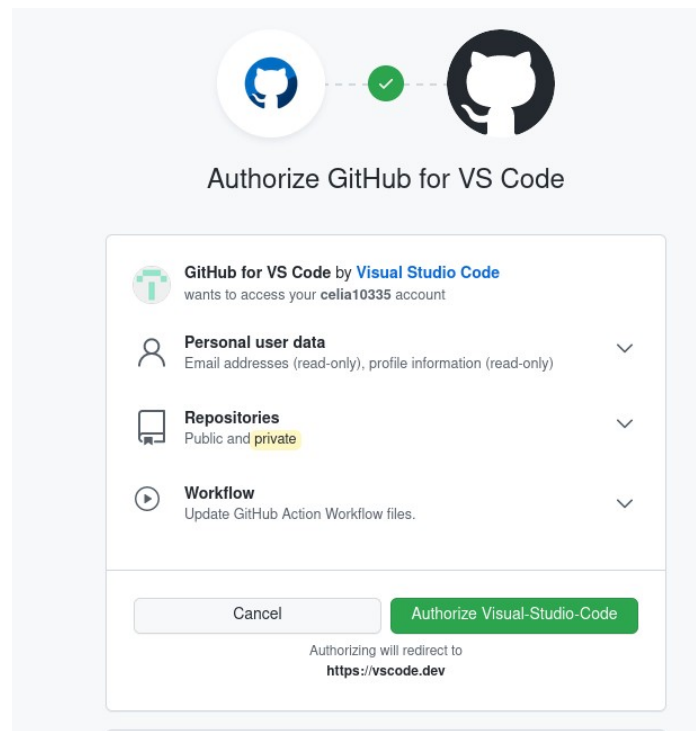 Authorize GitHub for VS Code
GitHub for VS Code by Visual Studio Code
wants to access your celia10335 account
Personal user data
Email addresses (read-only), profile information (read-only)
Repositories
Public and private
Workflow
Update GitHub Action Workflow files.
Cancel
Authorize Visual-Studio-Code
Authorizing will redirect to
https://vscode.dev